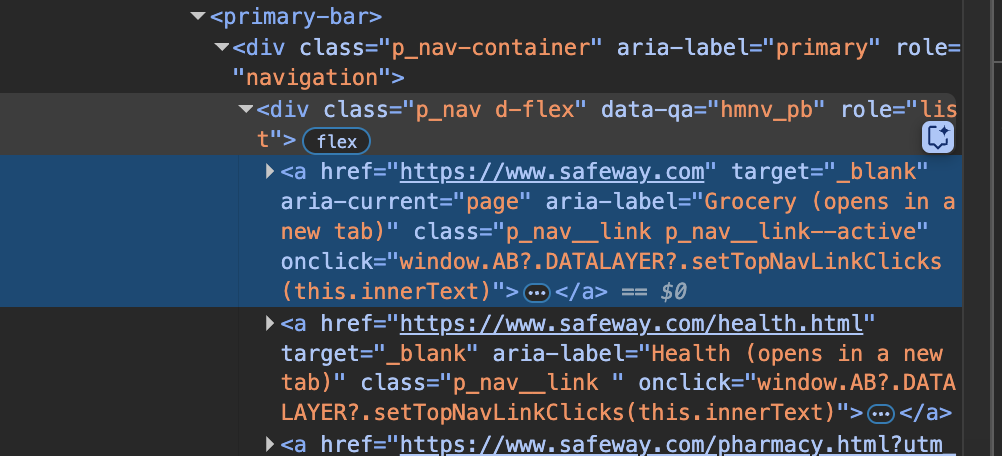 <primary-bar>
<div class="p_nav-container" aria-label="primary" role=
"navigation">
<div class="p_nav d-flex" data-qa="hmnv_pb" role="lis
t"> flex
<a href="https://www.safeway.com" target="_blank"
aria-current="page" aria-label="Grocery (opens in a
new tab)" class="p_nav__link p_nav__link--active"
onclick="window.AB?.DATALAYER?.setTopNavLinkClicks
(this.innerText)">…</a> == $0
<a href="https://www.safeway.com/health.html"
target="_blank" aria-label="Health (opens in a new
tab)" class="p_nav__link " onclick="window.AB?.DATA
LAYER?.setTopNavLinkClicks(this.innerText)">…</a>
<a href="https://www.safeway.com/pharmacy.html?utm_